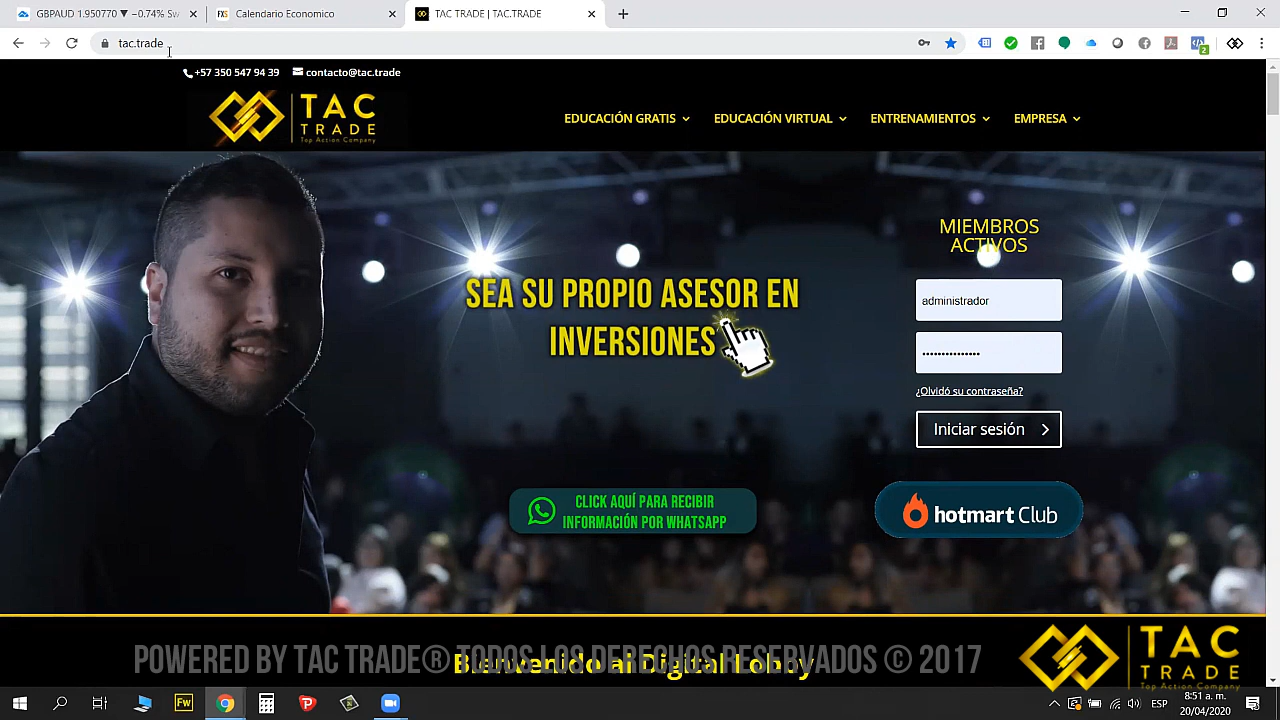 GBPAUD 1.950770 ▼ −0.74% Sw
Calendario Economico
TAC TRADE | TAC.TRADE
tac.trade
2
+57 350 547 94 39
contacto@tac.trade
TAC
TRADE
Top Action Company
EDUCACIÓN GRATIS
EDUCACIÓN VIRTUAL
ENTRENAMIENTOS
EMPRESA
SEA SU PROPIO ASESOR EN
INVERSIONES
MIEMBROS
ACTIVOS
administrador
••••••••••••••
¿Olvidó su contraseña?
Iniciar sesión
CLICK AQUÍ PARA RECIBIR
INFORMACIÓN POR WHATSAPP
hotmart Club
Bienvenido al Digital Lobby
POWERED BY TAC TRADE® TODOS LOS DERECHOS RESERVADOS © 2017
TAC
TRADE
Top Action Company
Fw
ESP
8:51 a. m.
20/04/2020